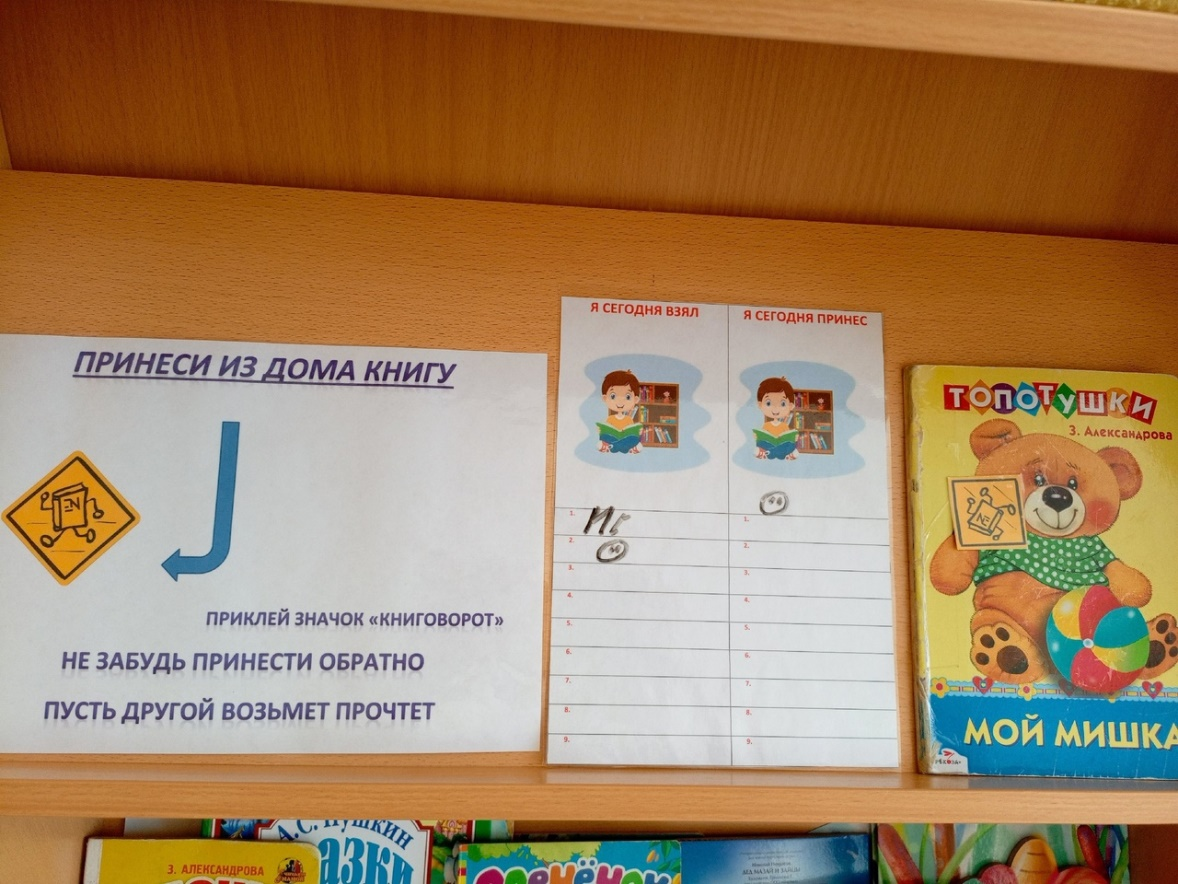 ПРИНЕСИ ИЗ ДОМА КНИГУ
ПРИКЛЕЙ ЗНАЧОК «КНИГОВОРОТ»
НЕ ЗАБУДЬ ПРИНЕСТИ ОБРАТНО
ПУСТЬ ДРУГОЙ ВОЗЬМЕТ ПРОЧТЕТ
Я СЕГОДНЯ ВЗЯЛ
1.
2.
3.
4.
5.
6.
7.
8.
9.
Я СЕГОДНЯ ПРИНЕС
1.
2.
3.
4.
5.
6.
7.
8.
9.
ТОПОТУШКИ
З. Александрова
МОЙ МИШКА
З. АЛЕКСАНДРОВА
А.С. ПУШКИН